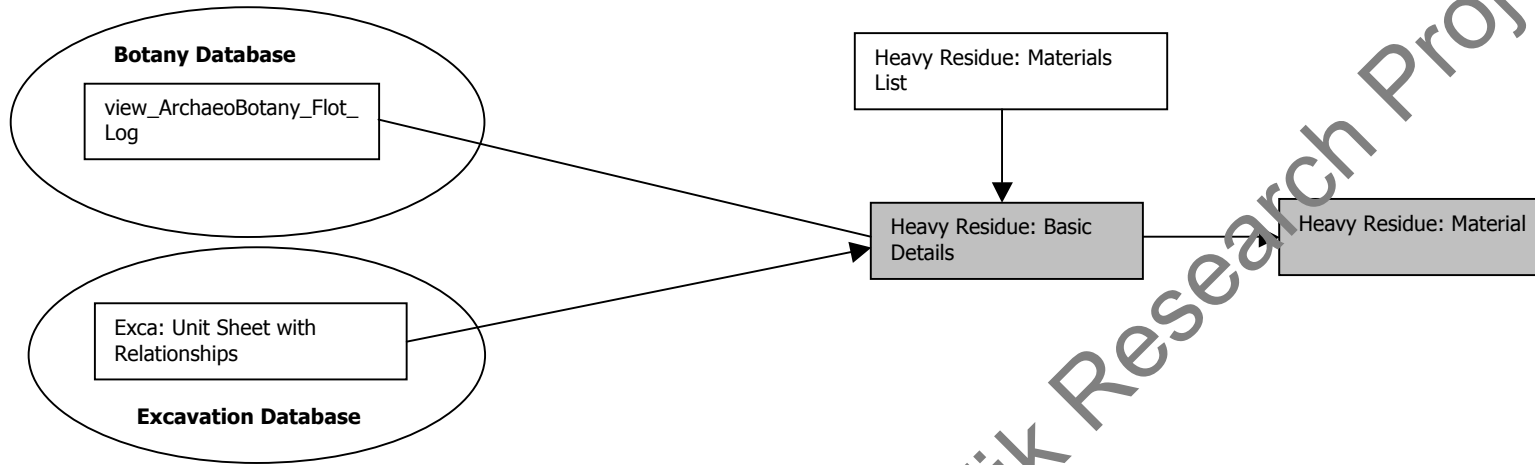 Botany Database
view_ArchaeoBotany_Flot_
Log
Heavy Residue: Materials
List
Heavy Residue: Basic
Details
Heavy Residue: Material
Exca: Unit Sheet with
Relationships
Excavation Database
Research